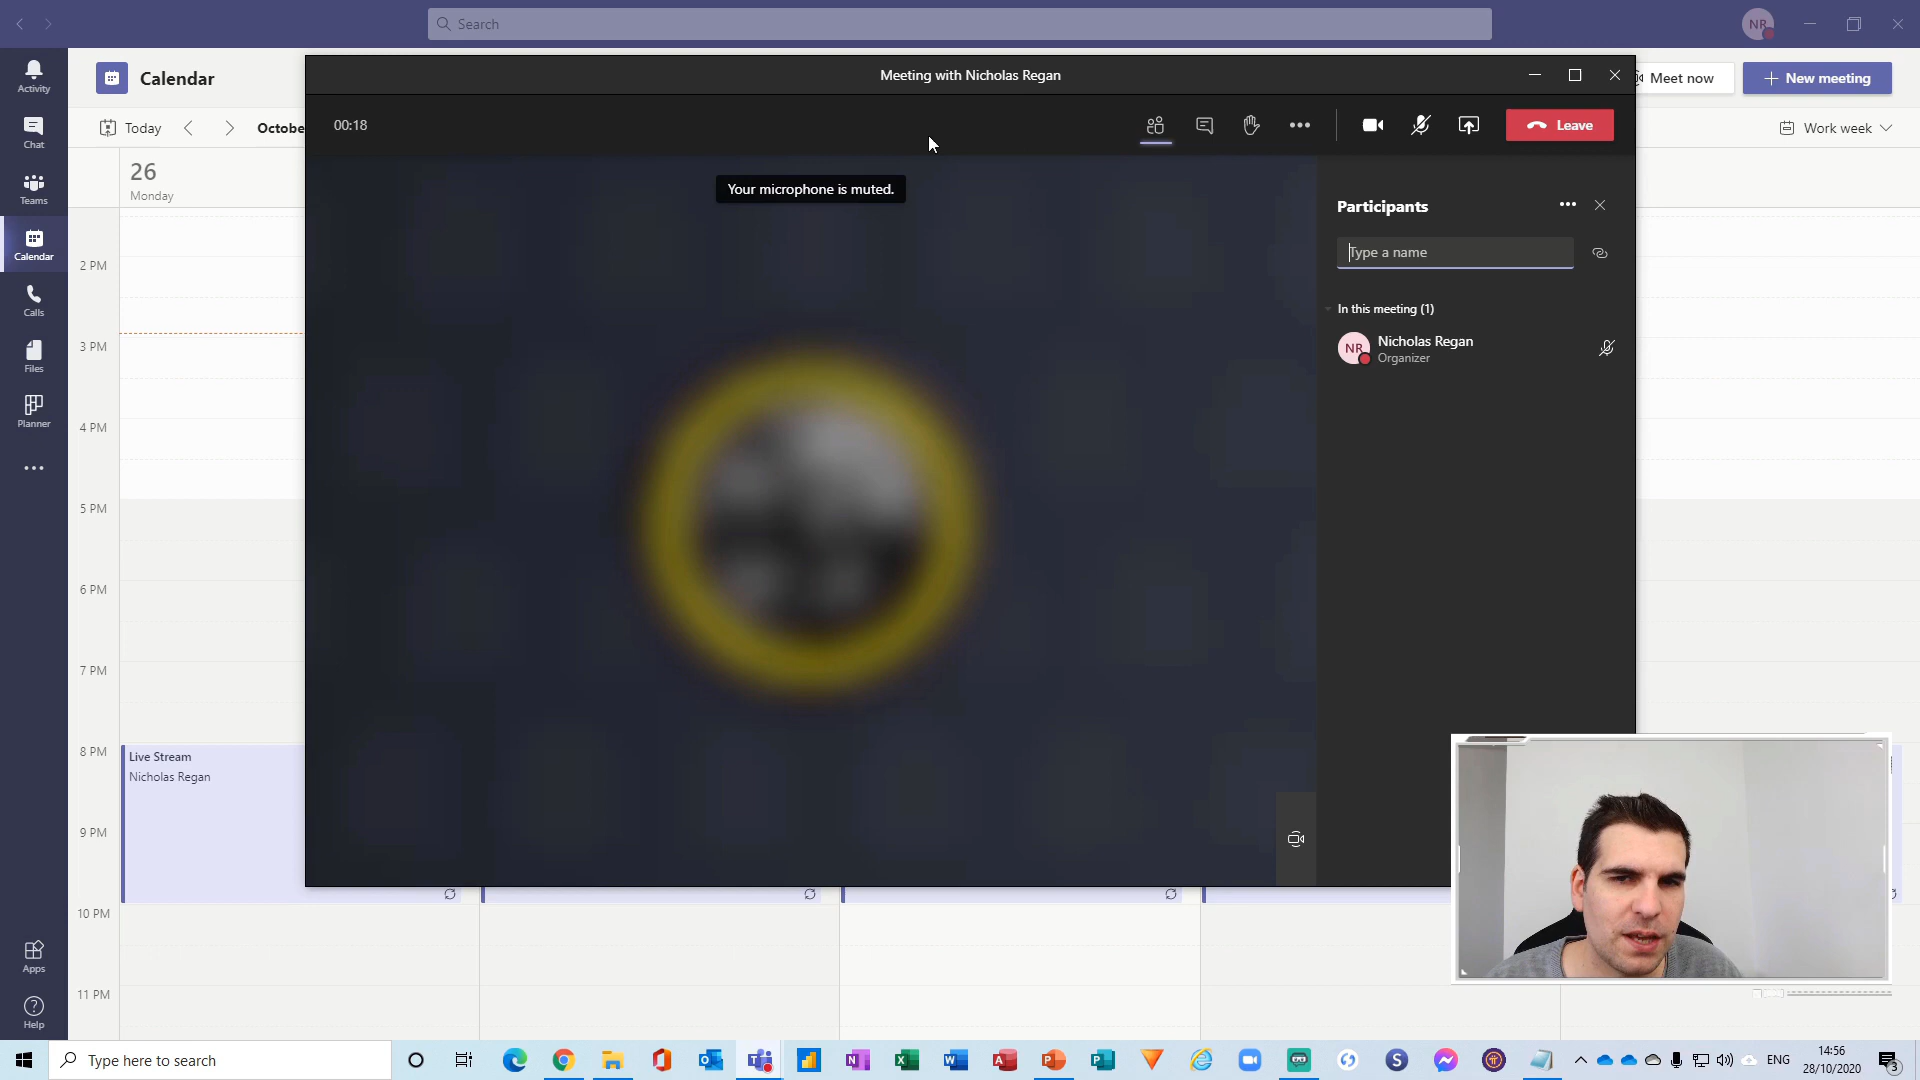 Search
NR
Activity
Chat
Teams
Calendar
Calls
Files
Planner
Apps
Help
Calendar
Meet now
New meeting
Today
Octobe
Work week
26
Monday
2 PM
3 PM
4 PM
5 PM
6 PM
7 PM
8 PM
9 PM
10 PM
11 PM
Live Stream
Nicholas Regan
Meeting with Nicholas Regan
00:18
Leave
Your microphone is muted.
Participants
Type a name
In this meeting (1)
NR
Nicholas Regan
Organizer
Type here to search
ENG
14:56
28/10/2020
3